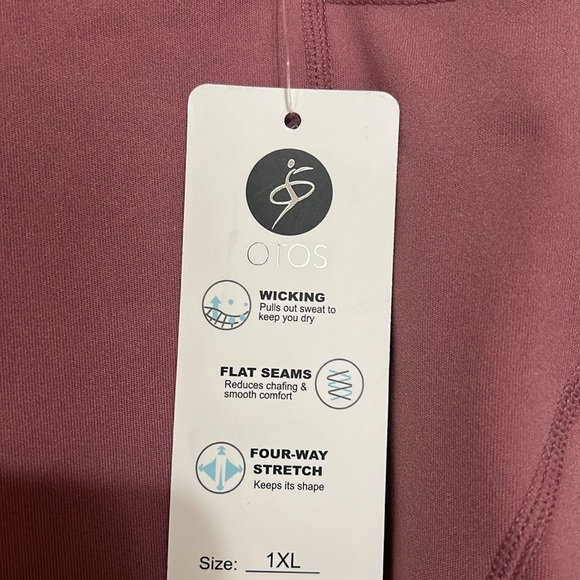 OTOS
WICKING
Pulls out sweat to
keep you dry
FLAT SEAMS
Reduces chafing &
smooth comfort
FOUR-WAY
STRETCH
Keeps its shape
Size: 1XL